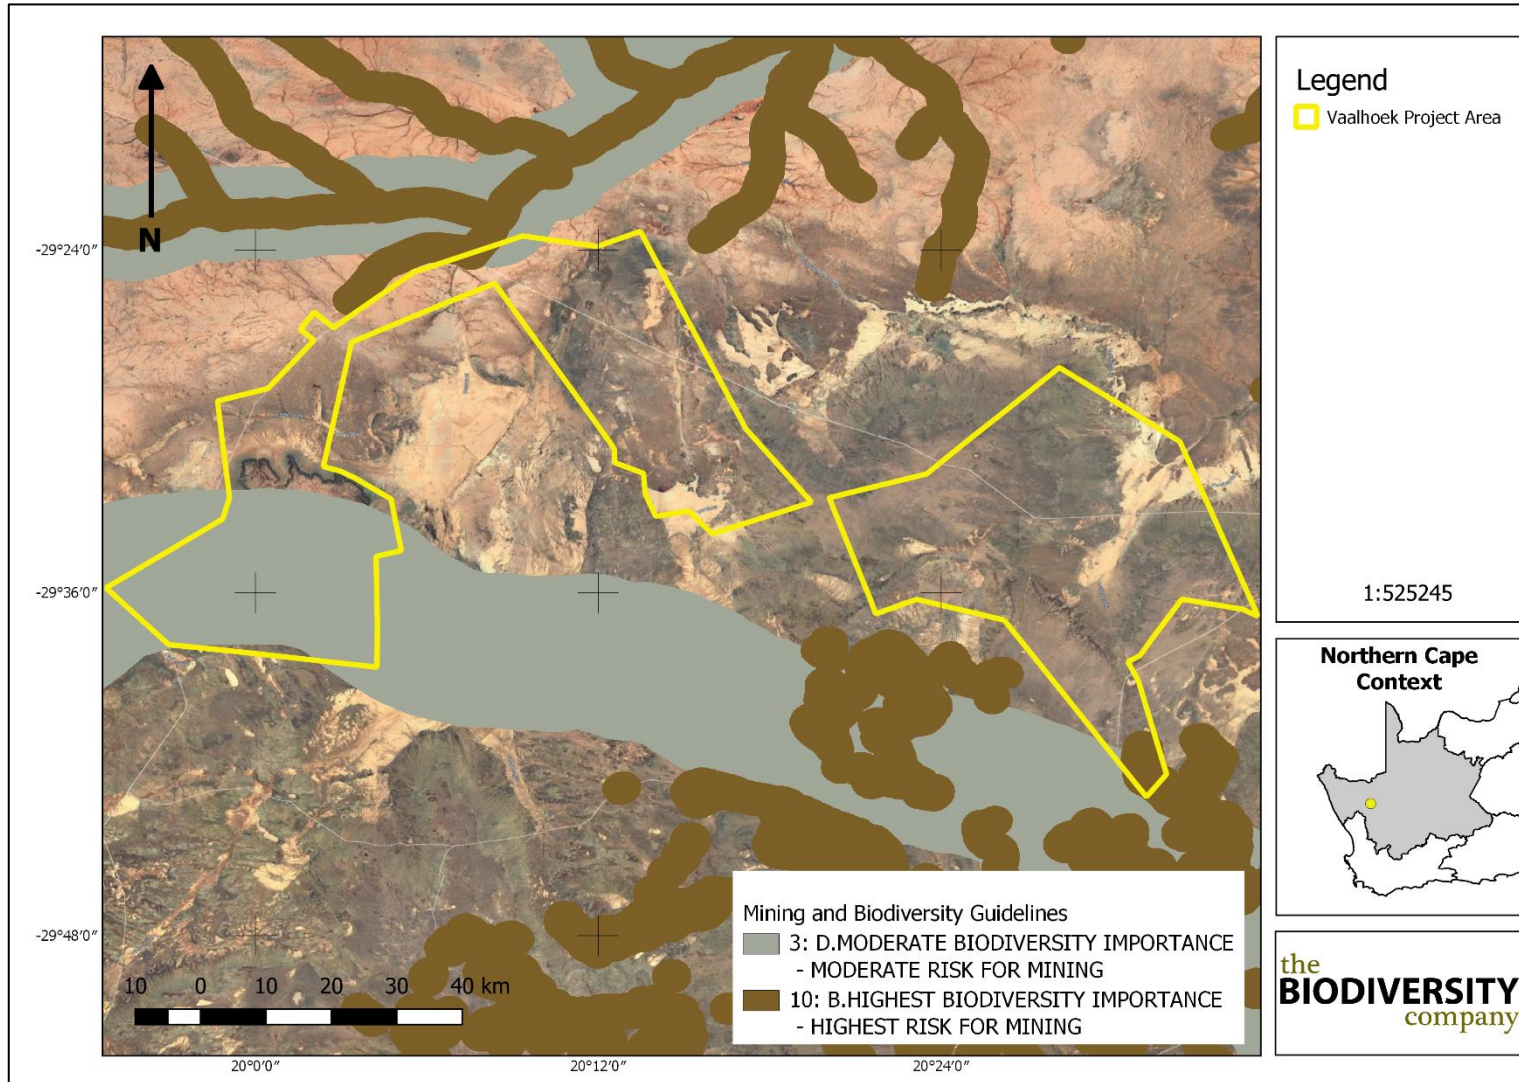 Legend
Vaalhoek Project Area
N
-29°24'0"
-29°36'0"
-29°48'0"
1:525245
Northern Cape
Context
Mining and Biodiversity Guidelines
3: D.MODERATE BIODIVERSITY IMPORTANCE
- MODERATE RISK FOR MINING
10: B.HIGHEST BIODIVERSITY IMPORTANCE
- HIGHEST RISK FOR MINING
10 0 10 20 30 40 km
20°0'0" 20°12'0" 20°24'0"
the
BIODIVERSITY
company